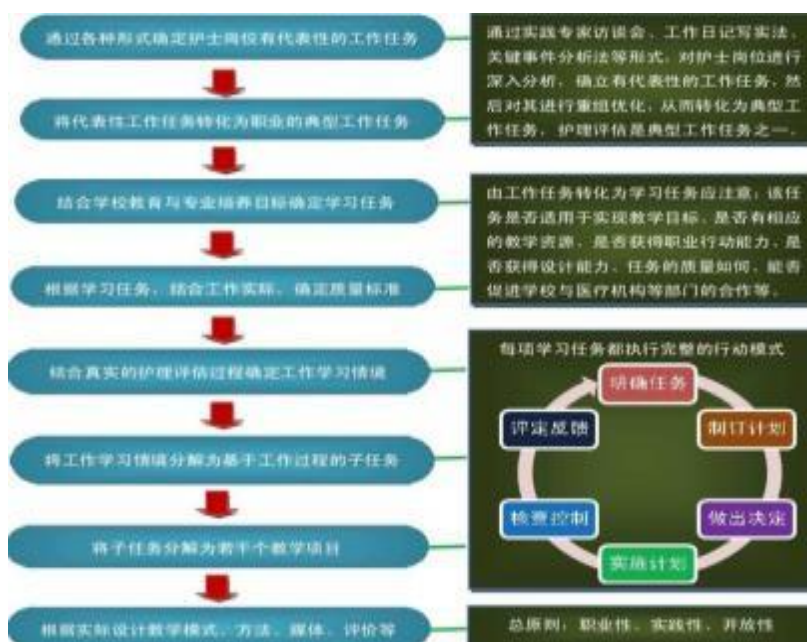 通过各种形式确定护士岗位有代表性的工作任务
将代表性工作任务转化为职业的典型工作任务
结合学校教育与专业培养目标确定学习任务
根据学习任务、结合工作实际、确定质量标准
结合真实的护理评估过程确定工作学习情境
将工作学习情境分解为基于工作过程的子任务
将子任务分解为若干个教学项目
根据实际设计教学模式、方法、媒体、评价等
通过实践专家访谈会、工作日记写实法、
关键事件分析法等形式，对护士岗位进行
深入分析，确立有代表性的工作任务，然
后对其进行重组优化，从而转化为典型工
作任务，护理评估是典型工作任务之一。
由工作任务转化为学习任务应注意：该任
务是否适用于实现教学目标，是否有相应
的教学资源，是否获得职业行动能力，是
否获得设计能力、任务的质量如何，能否
促进学校与医疗机构等部门的合作等。
每项学习任务都执行完整的行动模式
明确任务
制订计划
做出决定
实施计划
检查控制
评定反馈
总原则：职业性、实践性、开放性